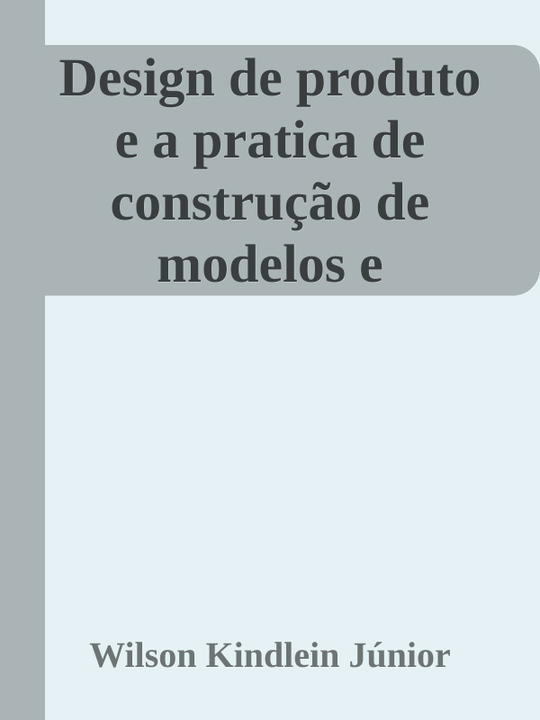 Design de produto
e a pratica de
construção de
modelos e
Wilson Kindlein Júnior